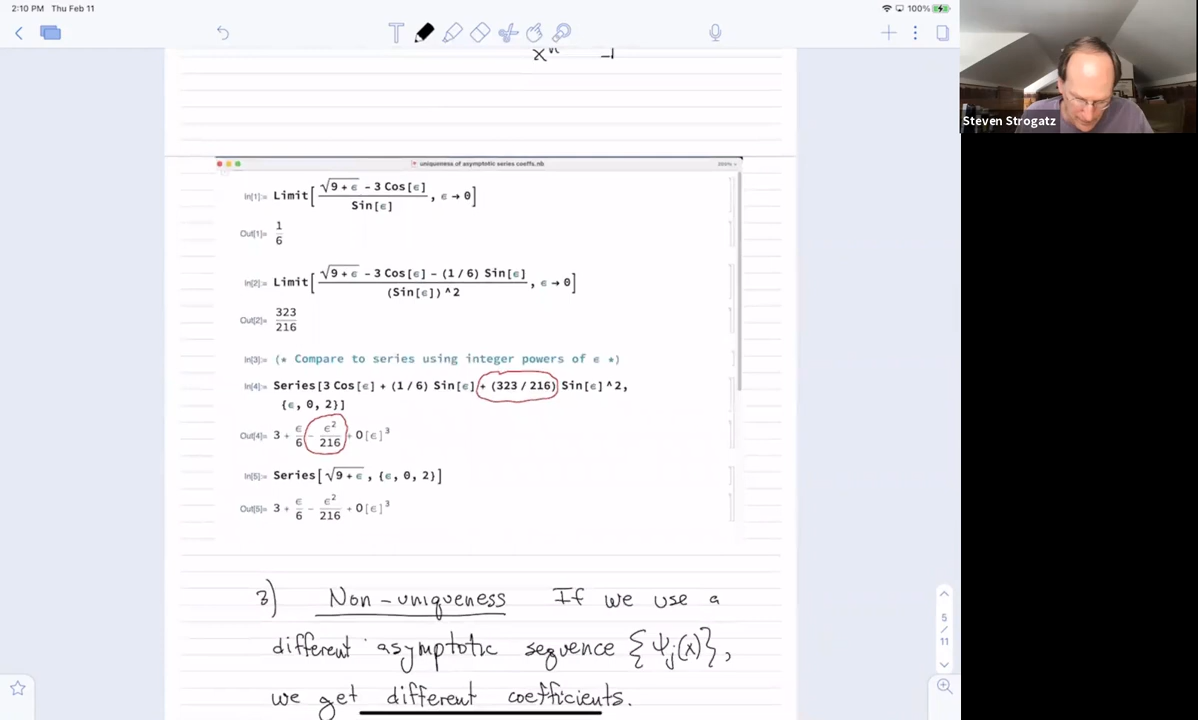 2:10 PM Thu Feb 11
100%
xⁿ -1
Steven Strogatz
uniqueness of asymptotic series coeffs.nb
In[1]:= Limit[(√(9 + ϵ) - 3 Cos[ϵ]) / Sin[ϵ], ϵ → 0]
Out[1]= 1/6
In[2]:= Limit[(√(9 + ϵ) - 3 Cos[ϵ] - (1 / 6) Sin[ϵ]) / (Sin[ϵ]) ^ 2, ϵ → 0]
Out[2]= 323/216
In[3]:= (* Compare to series using integer powers of ϵ *)
In[4]:= Series[3 Cos[ϵ] + (1 / 6) Sin[ϵ] + (323 / 216) Sin[ϵ] ^ 2,
{ϵ, 0, 2}]
Out[4]= 3 + ϵ/6 - ϵ²/216 + O[ϵ]³
In[5]:= Series[√(9 + ϵ), {ϵ, 0, 2}]
Out[5]= 3 + ϵ/6 - ϵ²/216 + O[ϵ]³
3) Non-uniqueness If we use a
different asymptotic sequence {ψⱼ(x)},
we get different coefficients.
5
/
11